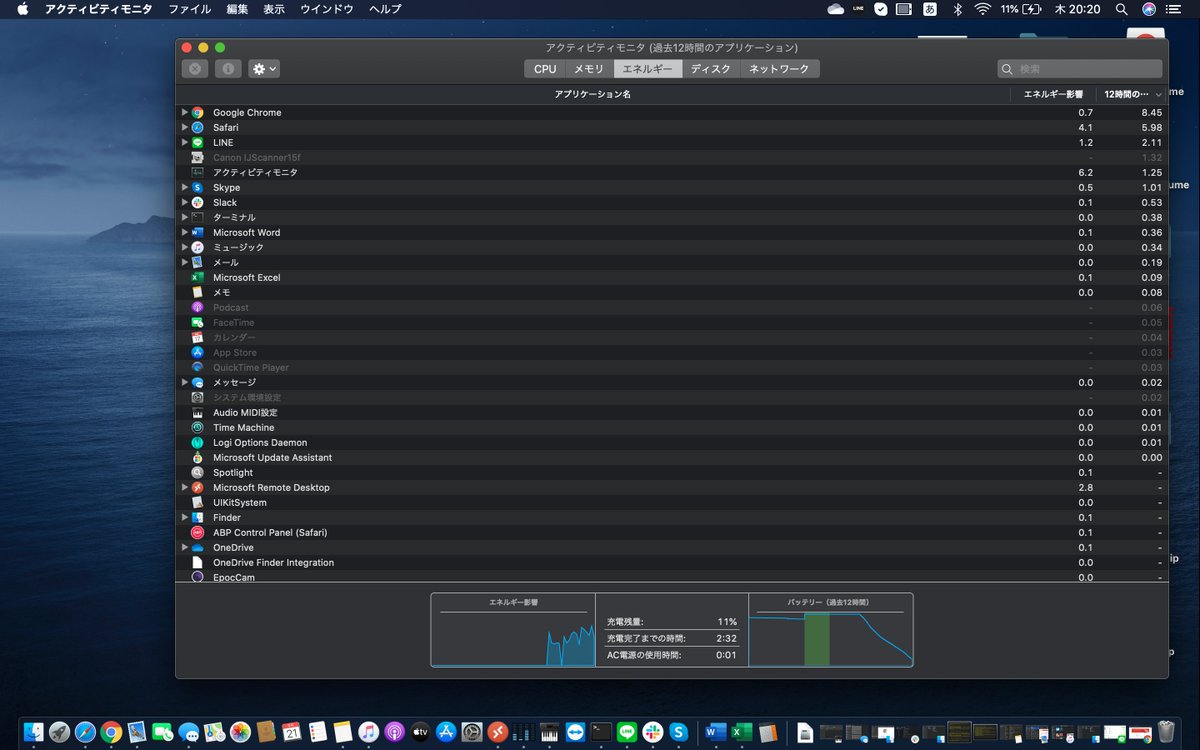 アクティビティモニタ ファイル 編集 表示 ウインドウ ヘルプ LINE あ 11% 木 20:20
アクティビティモニタ (過去12時間のアプリケーション)
CPU メモリ エネルギー ディスク ネットワーク 検索
アプリケーション名 エネルギー影響 12時間の…
Google Chrome 0.7 8.45
Safari 4.1 5.98
LINE 1.2 2.11
Canon IJScanner15f - 1.32
アクティビティモニタ 6.2 1.25
Skype 0.5 1.01
Slack 0.1 0.53
ターミナル 0.0 0.38
Microsoft Word 0.1 0.36
ミュージック 0.0 0.34
メール 0.0 0.19
Microsoft Excel 0.1 0.09
メモ 0.0 0.08
Podcast - 0.06
FaceTime - 0.05
カレンダー - 0.04
App Store - 0.03
QuickTime Player - 0.03
メッセージ 0.0 0.02
システム環境設定 - 0.02
Audio MIDI設定 0.0 0.01
Time Machine 0.0 0.01
Logi Options Daemon 0.0 0.01
Microsoft Update Assistant 0.0 0.00
Spotlight 0.1 -
Microsoft Remote Desktop 2.8 -
UIKitSystem 0.0 -
Finder 0.1 -
ABP Control Panel (Safari) 0.1 -
OneDrive 0.1 -
OneDrive Finder Integration 0.0 -
EpocCam 0.0 -
エネルギー影響
充電残量: 11%
充電完了までの時間: 2:32
AC電源の使用時間: 0:01
バッテリー（過去12時間）
me
ume
ip
p
21
tv